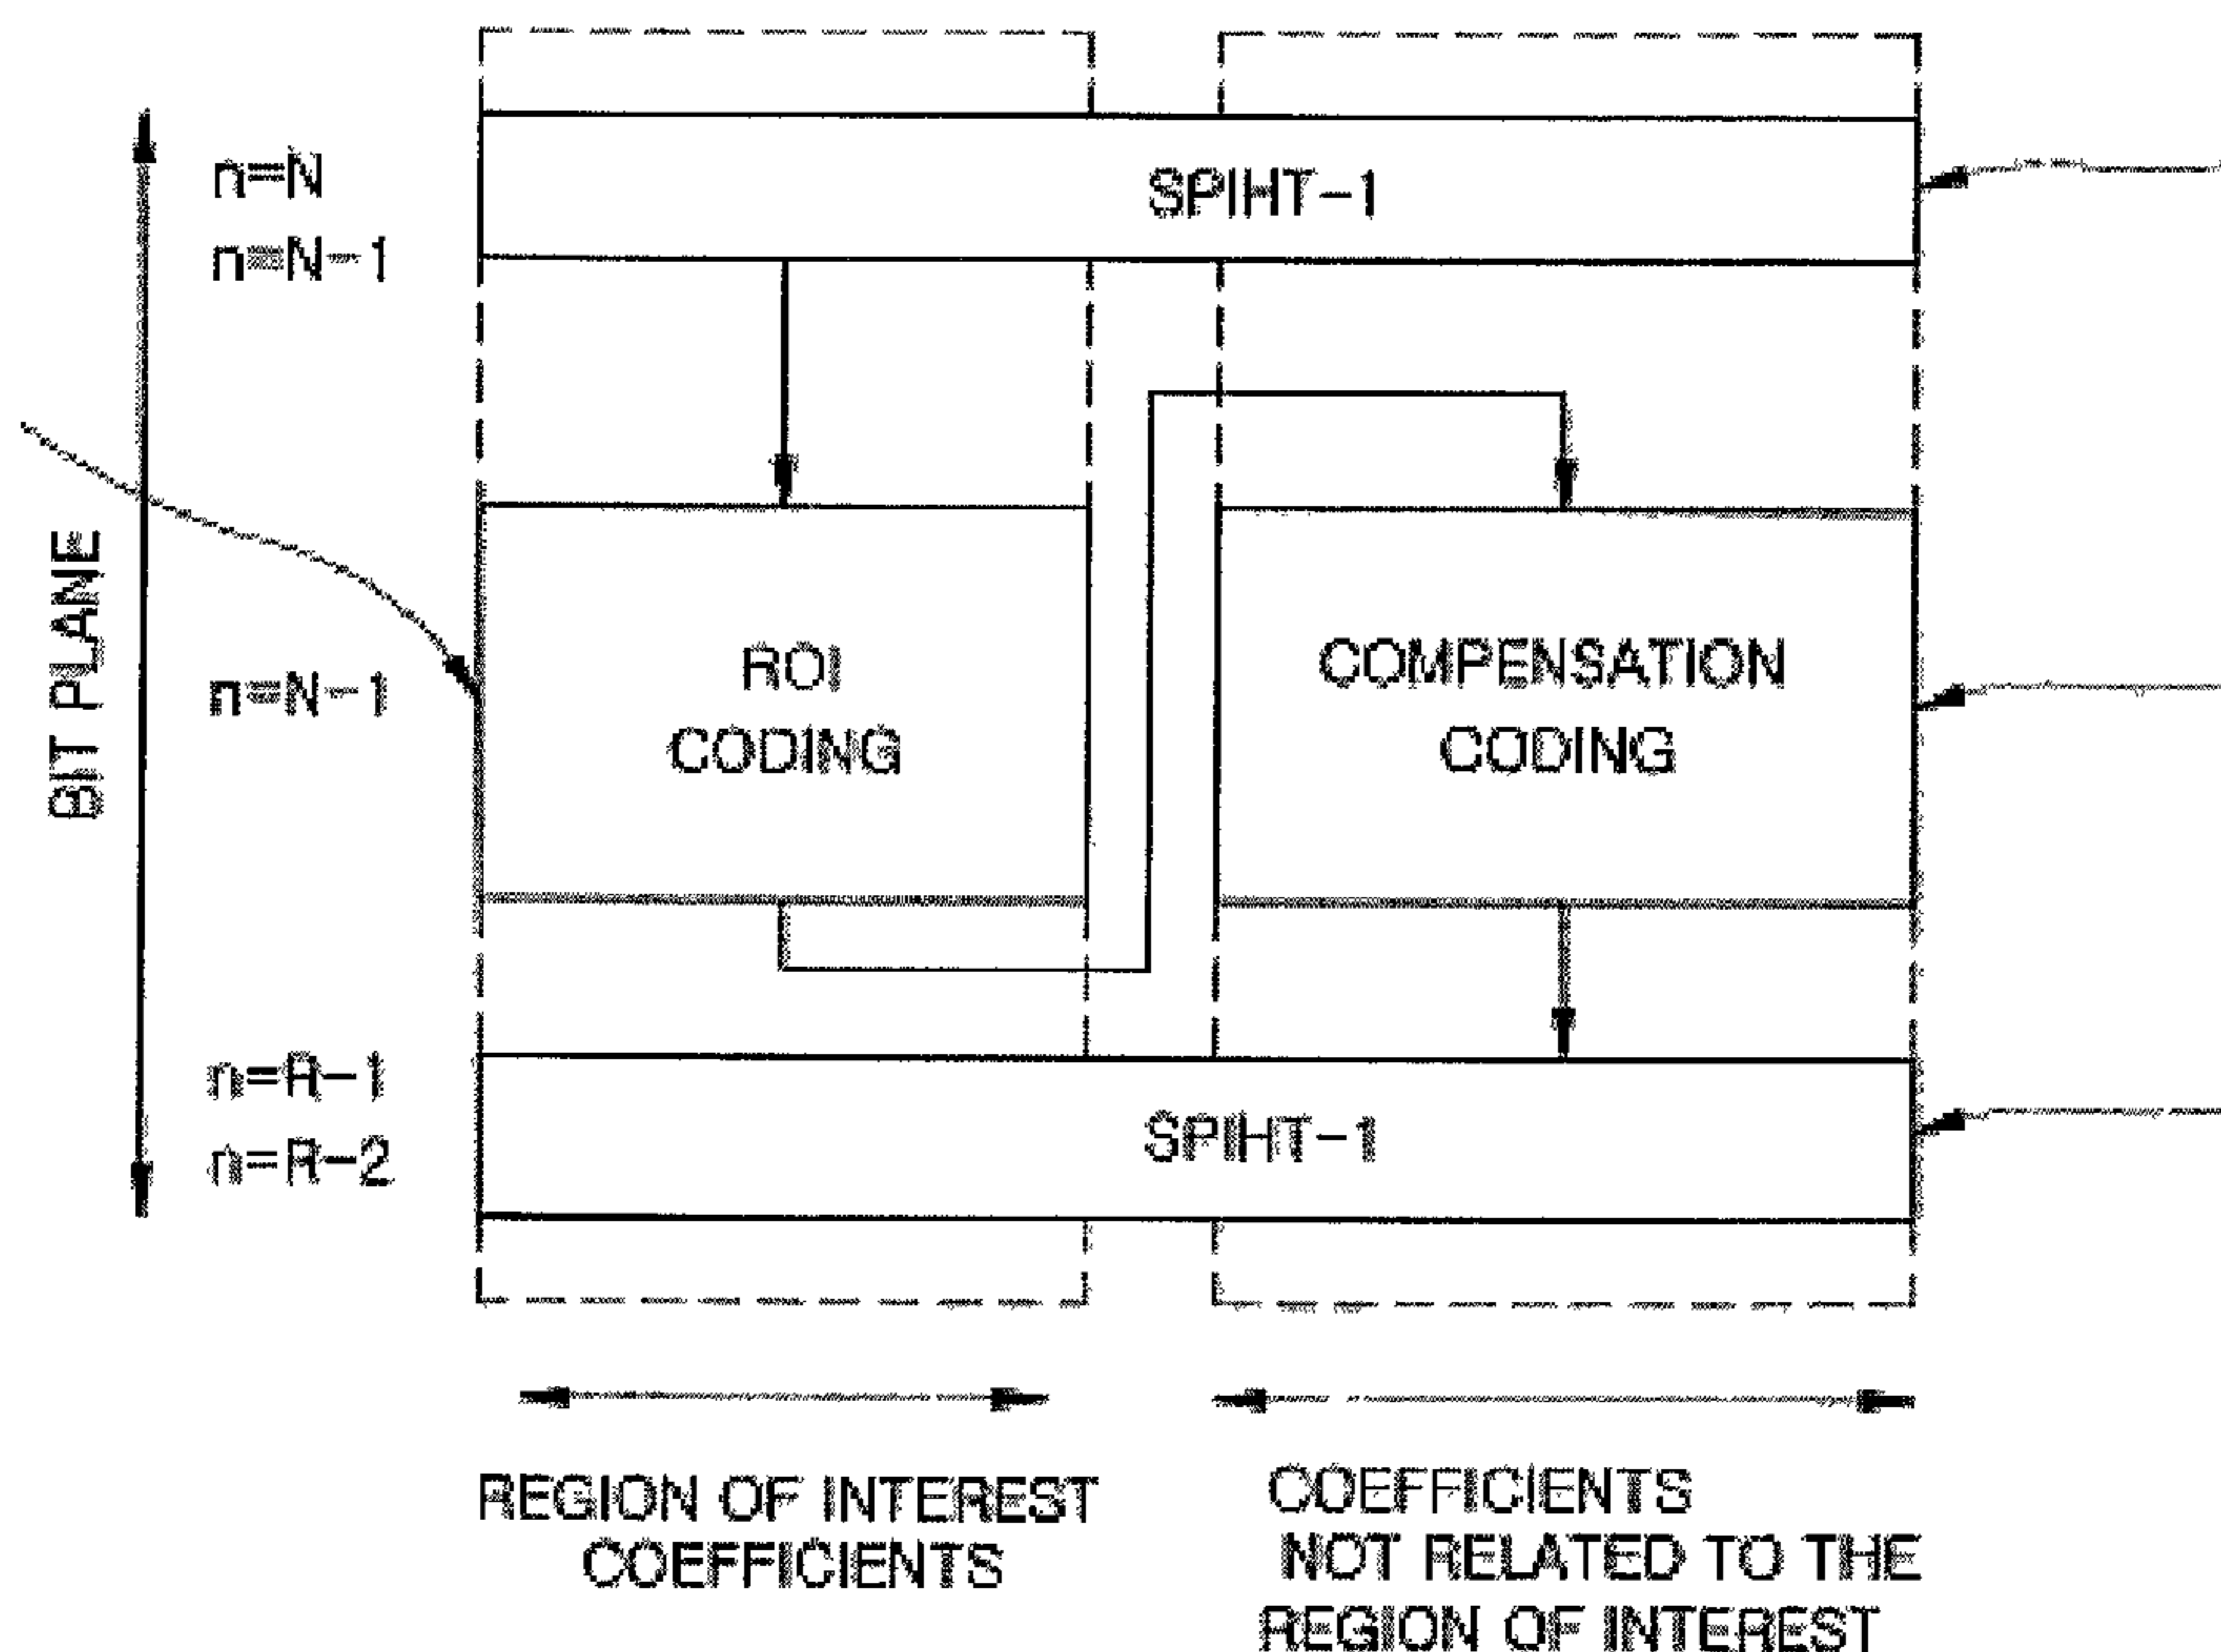 n=N
SPIHT-1
n=N-1
BIT PLANE
n=N-1
ROI
CODING
COMPENSATION
CODING
n=R-1
n=R-2
SPIHT-1
REGION OF INTEREST
COEFFICIENTS
COEFFICIENTS
NOT RELATED TO THE
REGION OF INTEREST